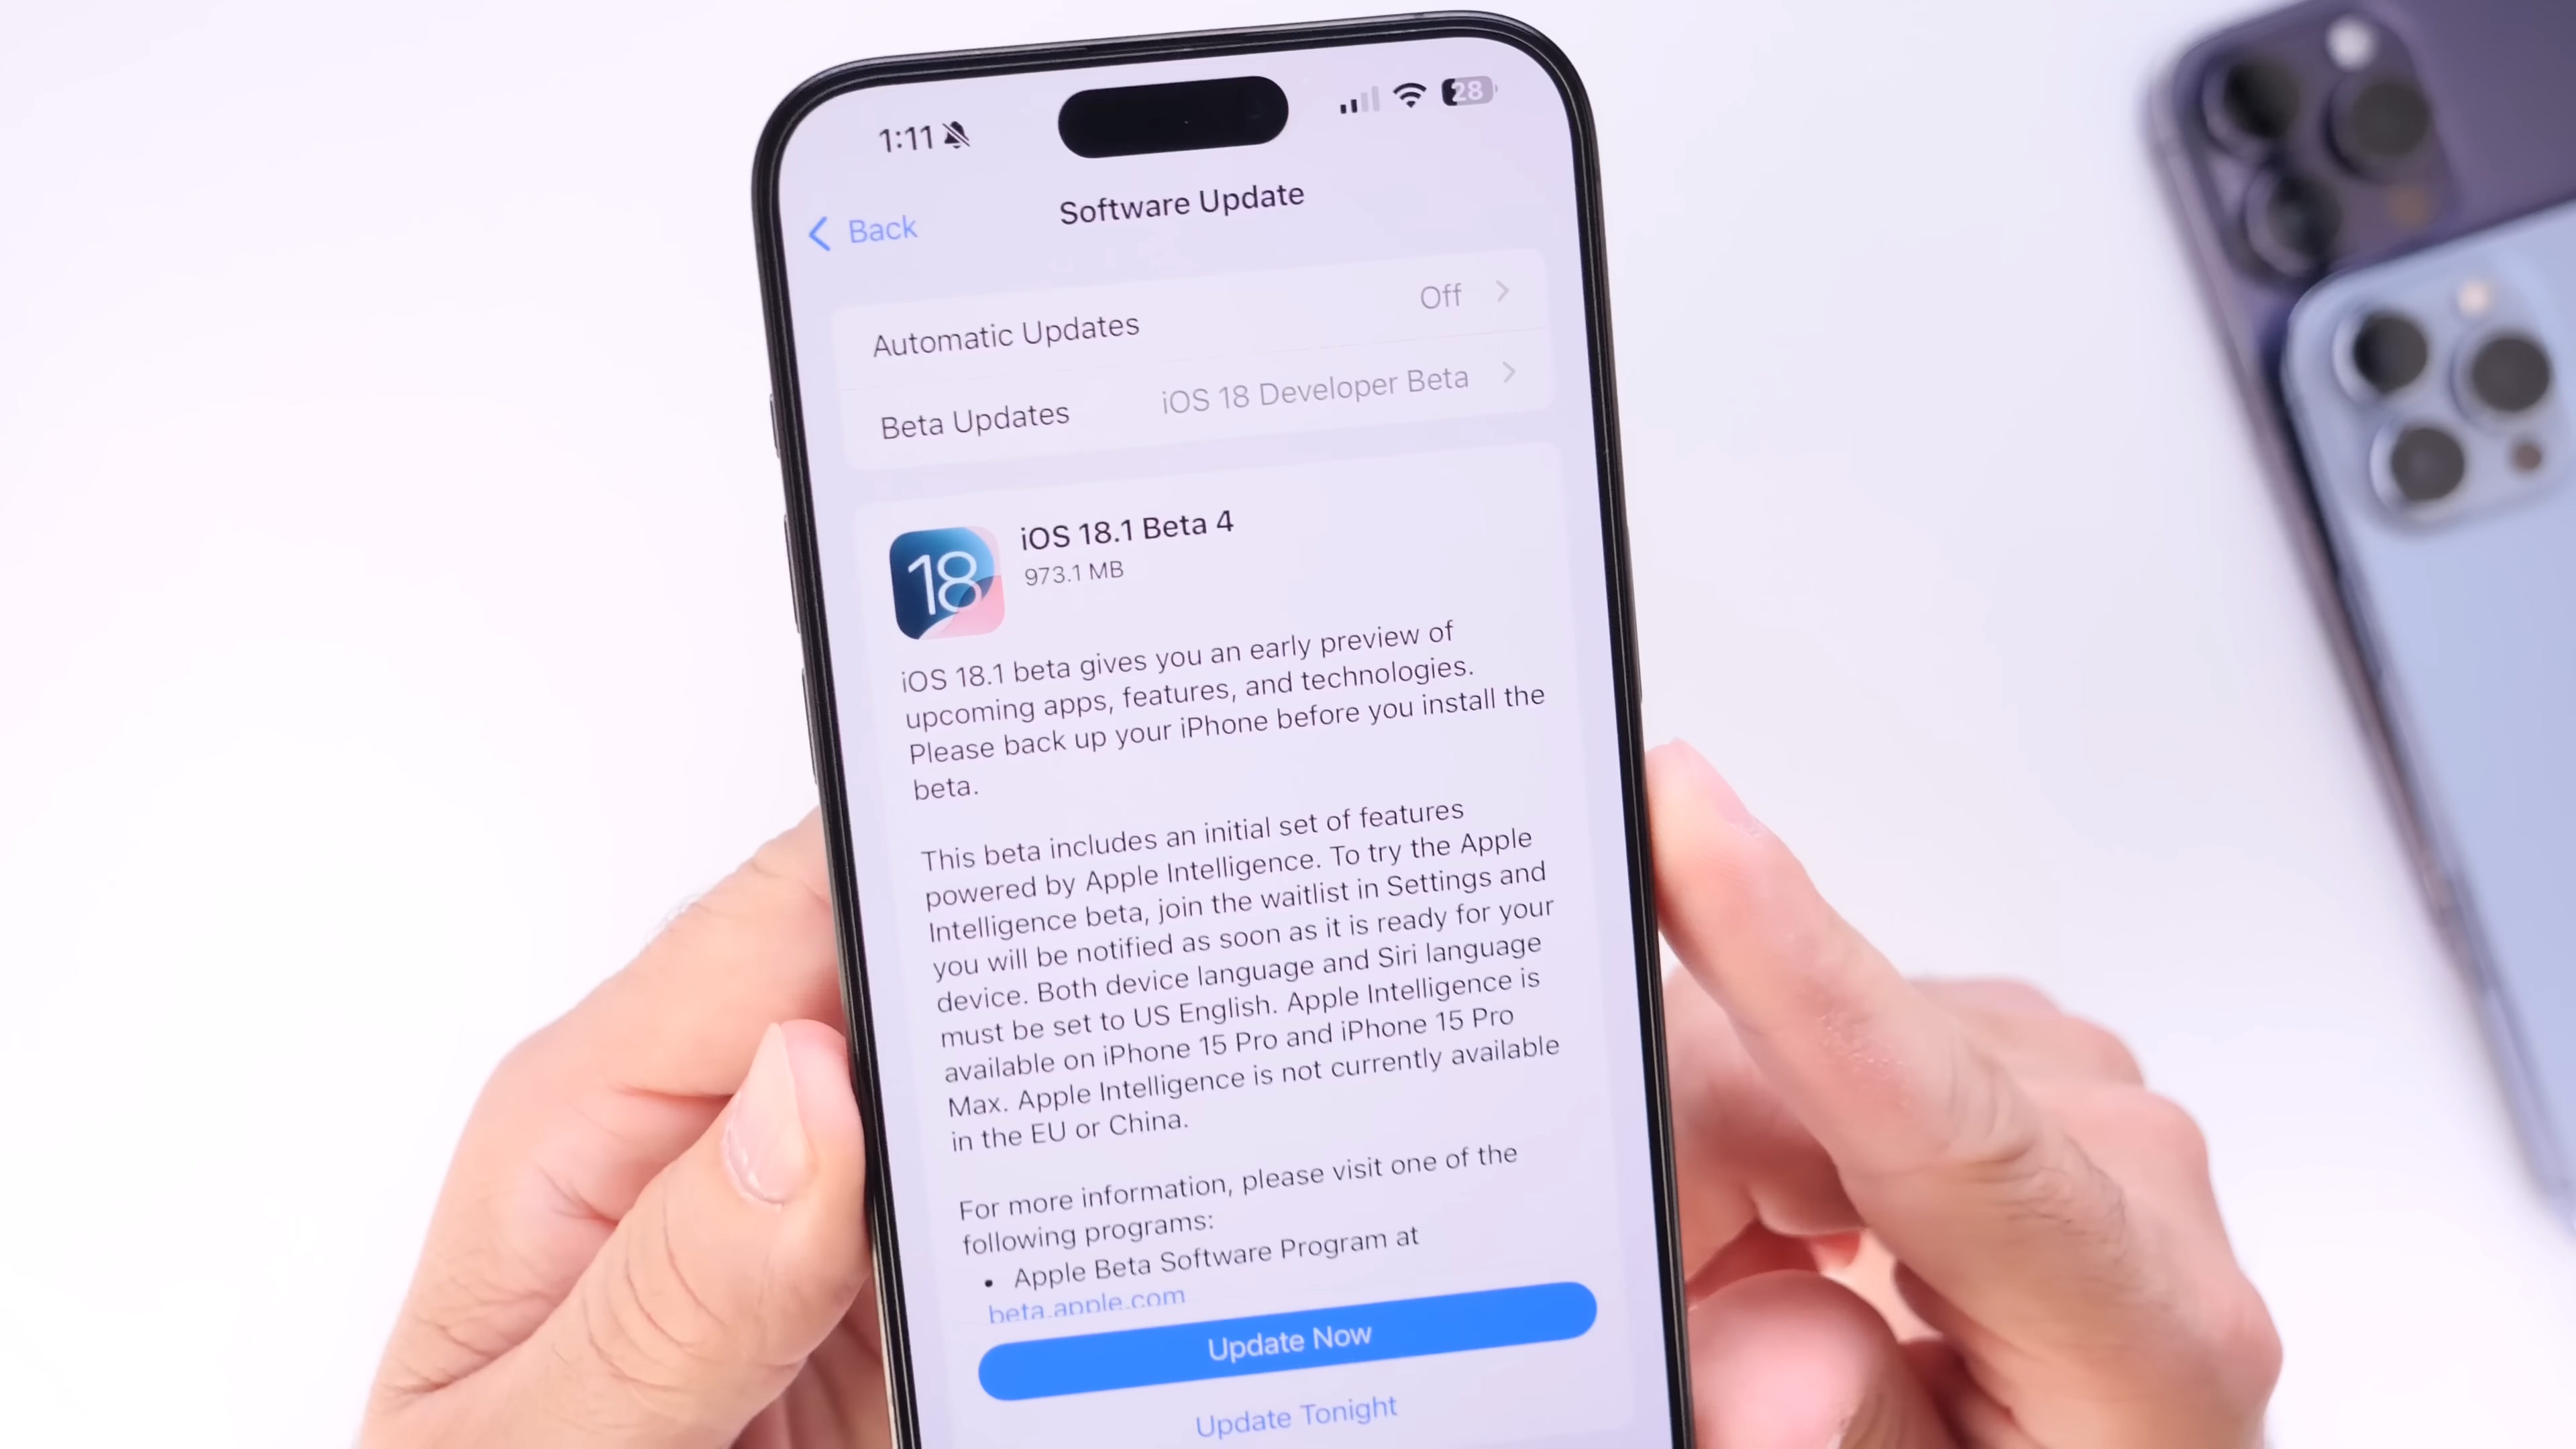 1:11
28
Back
Software Update
Automatic Updates
Off
Beta Updates
iOS 18 Developer Beta
18
iOS 18.1 Beta 4
973.1 MB
iOS 18.1 beta gives you an early preview of
upcoming apps, features, and technologies.
Please back up your iPhone before you install the
beta.
This beta includes an initial set of features
powered by Apple Intelligence. To try the Apple
Intelligence beta, join the waitlist in Settings and
you will be notified as soon as it is ready for your
device. Both device language and Siri language
must be set to US English. Apple Intelligence is
available on iPhone 15 Pro and iPhone 15 Pro
Max. Apple Intelligence is not currently available
in the EU or China.
For more information, please visit one of the
following programs:
• Apple Beta Software Program at
beta.apple.com
Update Now
Update Tonight